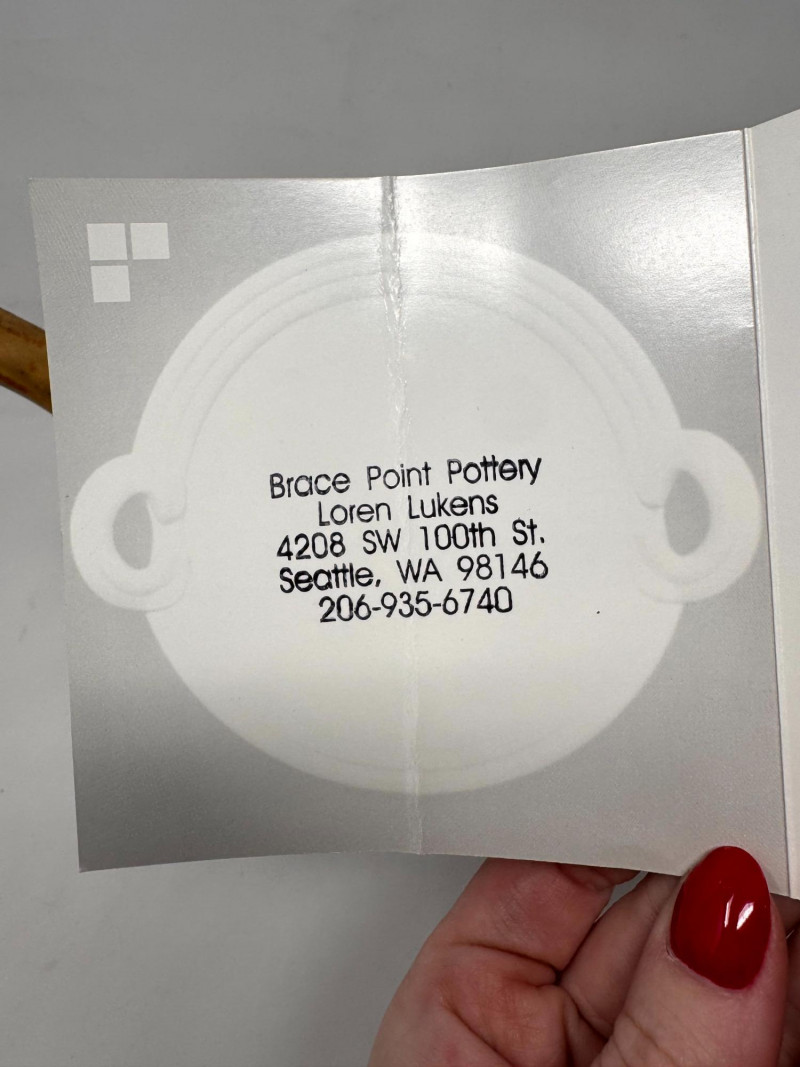 Brace Point Pottery
Loren Lukens
4208 SW 100th St.
Seattle, WA 98146
206-935-6740